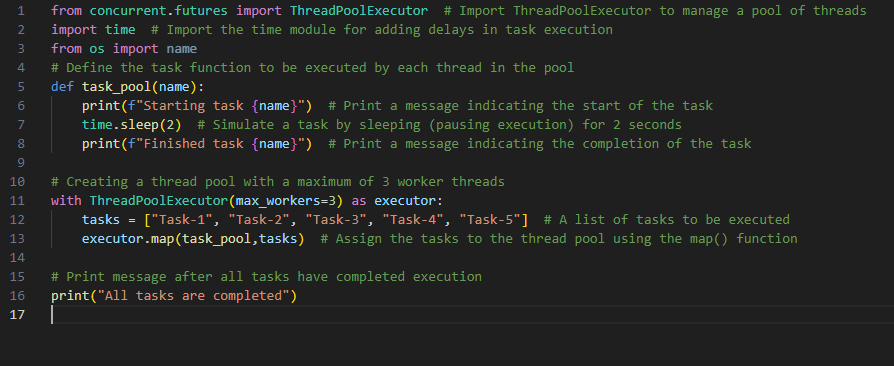 1 from concurrent.futures import ThreadPoolExecutor  # Import ThreadPoolExecutor to manage a pool of threads
2 import time  # Import the time module for adding delays in task execution
3 from os import name
4 # Define the task function to be executed by each thread in the pool
5 def task_pool(name):
6     print(f"Starting task {name}")  # Print a message indicating the start of the task
7     time.sleep(2)  # Simulate a task by sleeping (pausing execution) for 2 seconds
8     print(f"Finished task {name}")  # Print a message indicating the completion of the task
9
10 # Creating a thread pool with a maximum of 3 worker threads
11 with ThreadPoolExecutor(max_workers=3) as executor:
12     tasks = ["Task-1", "Task-2", "Task-3", "Task-4", "Task-5"]  # A list of tasks to be executed
13     executor.map(task_pool,tasks)  # Assign the tasks to the thread pool using the map() function
14
15 # Print message after all tasks have completed execution
16 print("All tasks are completed")
17